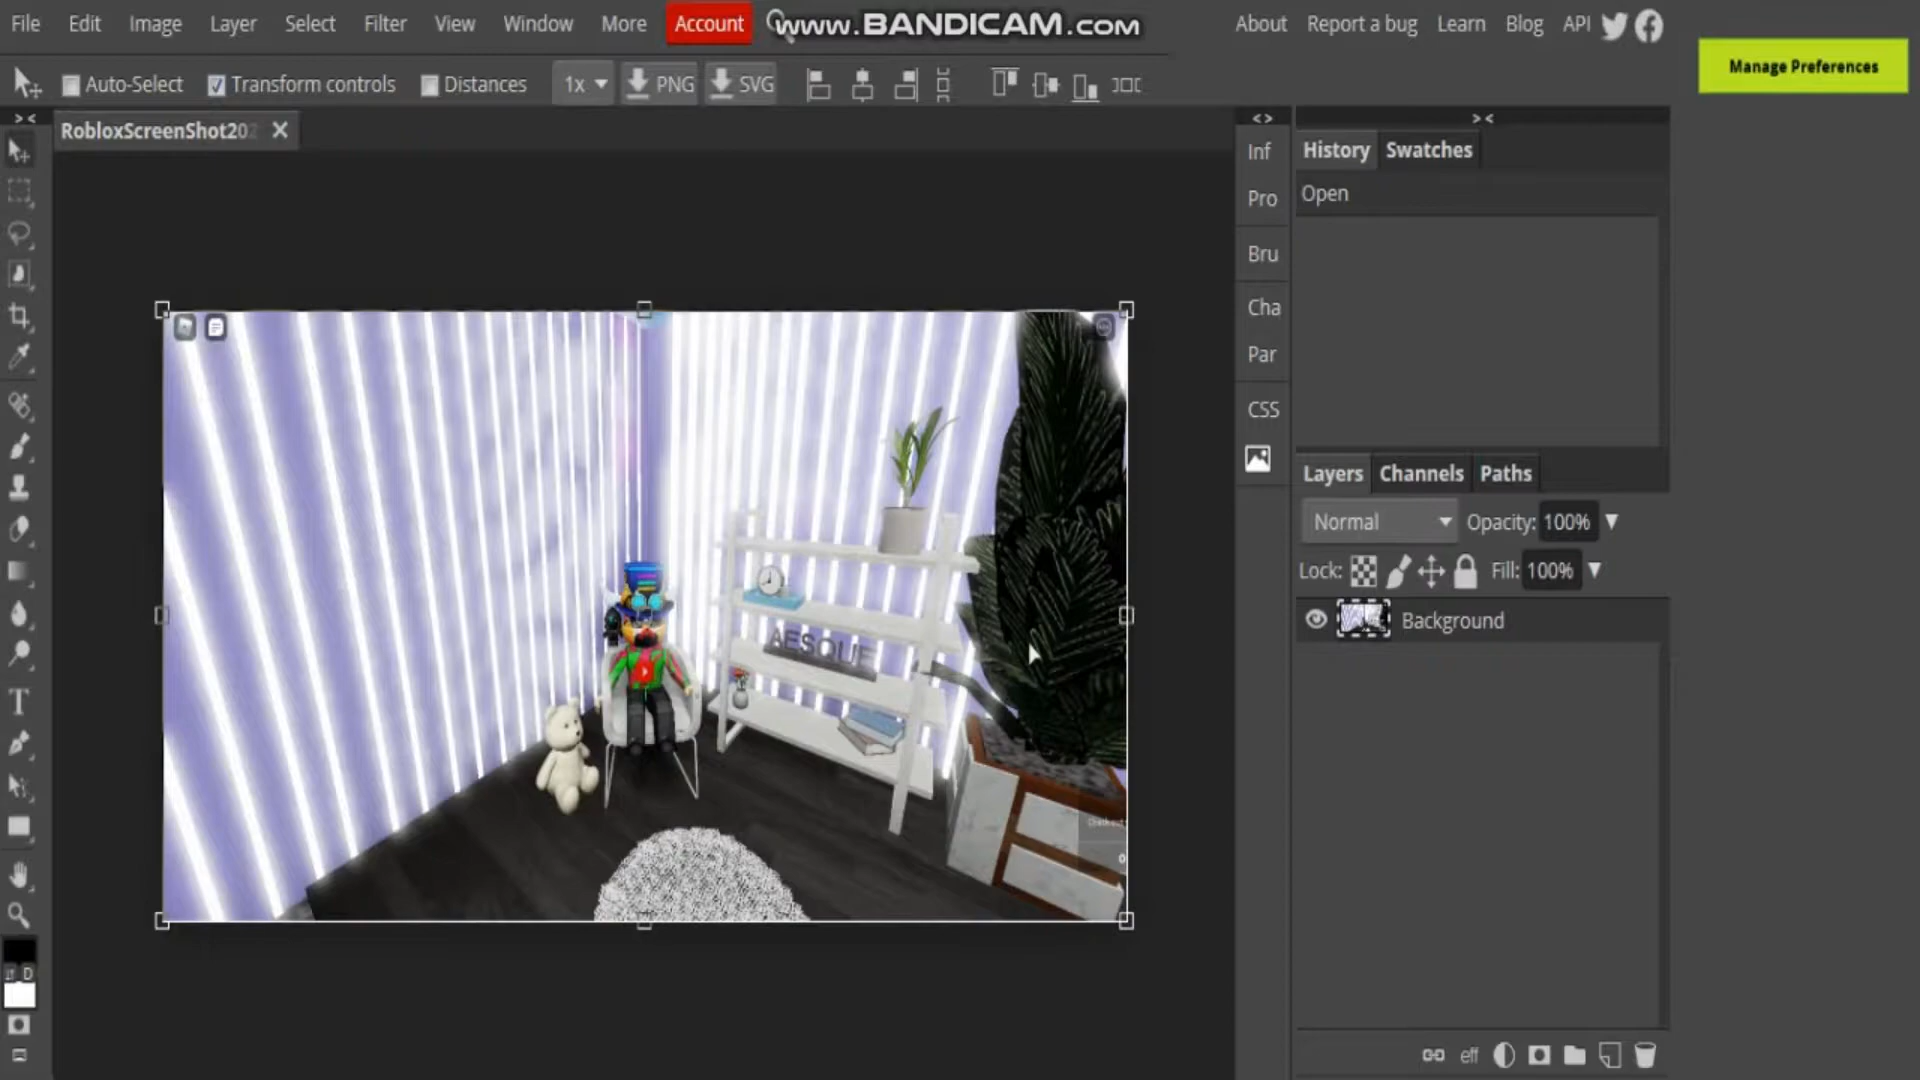 File Edit Image Layer Select Filter View Window More Account www.BANDICAM.com About Report a bug Learn Blog API
Manage Preferences
Auto-Select Transform controls Distances 1x PNG SVG
RobloxScreenShot20
Inf
Pro
Bru
Cha
Par
CSS
History Swatches
Open
Layers Channels Paths
Normal Opacity: 100%
Lock: Fill: 100%
Background
AESQUE
D
eff